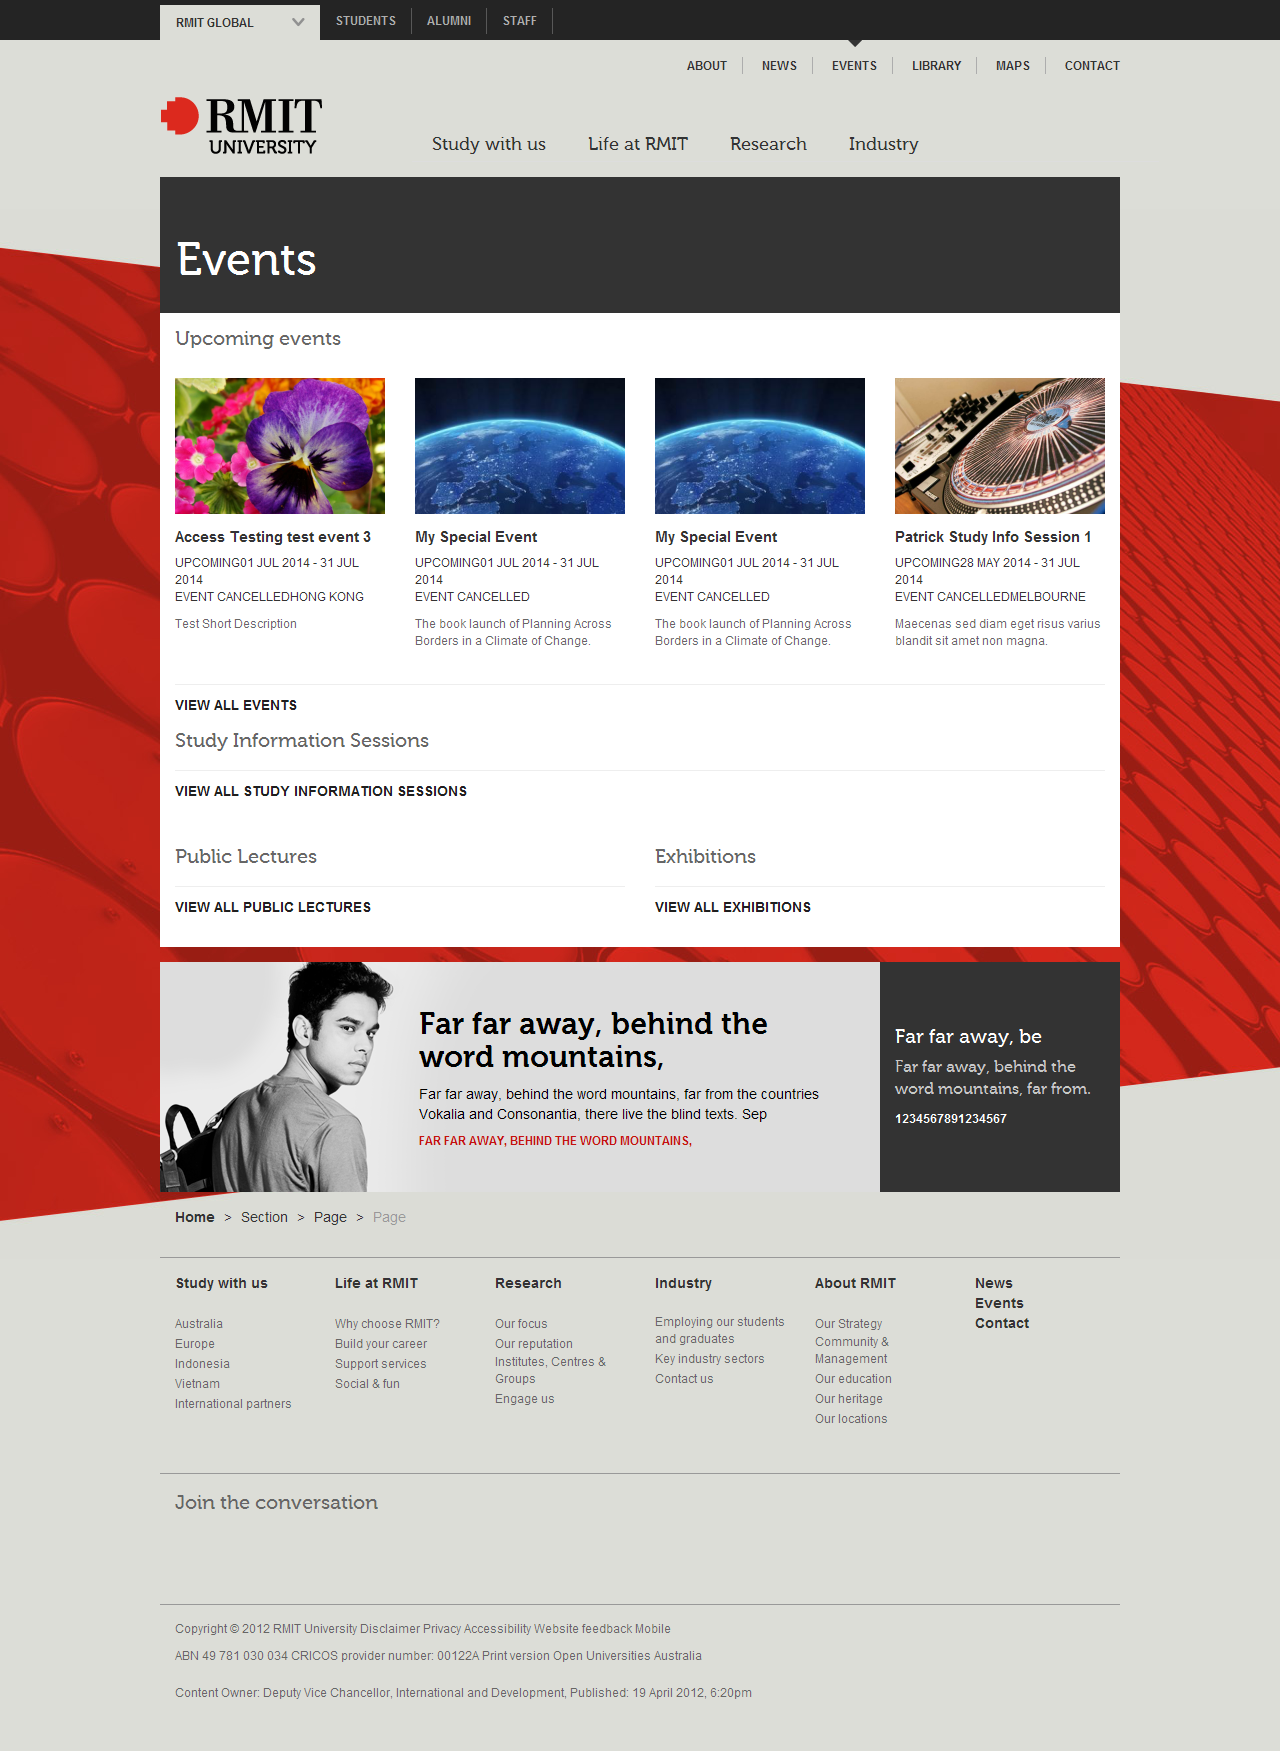 RMIT GLOBAL
STUDENTS
ALUMNI
STAFF
ABOUT
NEWS
EVENTS
LIBRARY
MAPS
CONTACT
RMIT
UNIVERSITY
Study with us
Life at RMIT
Research
Industry
Events
Upcoming events
Access Testing test event 3
UPCOMING01 JUL 2014 - 31 JUL
2014
EVENT CANCELLEDHONG KONG
Test Short Description
My Special Event
UPCOMING01 JUL 2014 - 31 JUL
2014
EVENT CANCELLED
The book launch of Planning Across
Borders in a Climate of Change.
My Special Event
UPCOMING01 JUL 2014 - 31 JUL
2014
EVENT CANCELLED
The book launch of Planning Across
Borders in a Climate of Change.
Patrick Study Info Session 1
UPCOMING28 MAY 2014 - 31 JUL
2014
EVENT CANCELLEDMELBOURNE
Maecenas sed diam eget risus varius
blandit sit amet non magna.
VIEW ALL EVENTS
Study Information Sessions
VIEW ALL STUDY INFORMATION SESSIONS
Public Lectures
VIEW ALL PUBLIC LECTURES
Exhibitions
VIEW ALL EXHIBITIONS
Far far away, behind the
word mountains,
Far far away, behind the word mountains, far from the countries
Vokalia and Consonantia, there live the blind texts. Sep
FAR FAR AWAY, BEHIND THE WORD MOUNTAINS,
Far far away, be
Far far away, behind the
word mountains, far from.
1234567891234567
Home > Section > Page > Page
Study with us
Australia
Europe
Indonesia
Vietnam
International partners
Life at RMIT
Why choose RMIT?
Build your career
Support services
Social & fun
Research
Our focus
Our reputation
Institutes, Centres &
Groups
Engage us
Industry
Employing our students
and graduates
Key industry sectors
Contact us
About RMIT
Our Strategy
Community &
Management
Our education
Our heritage
Our locations
News
Events
Contact
Join the conversation
Copyright © 2012 RMIT University Disclaimer Privacy Accessibility Website feedback Mobile
ABN 49 781 030 034 CRICOS provider number: 00122A Print version Open Universities Australia
Content Owner: Deputy Vice Chancellor, International and Development, Published: 19 April 2012, 6:20pm